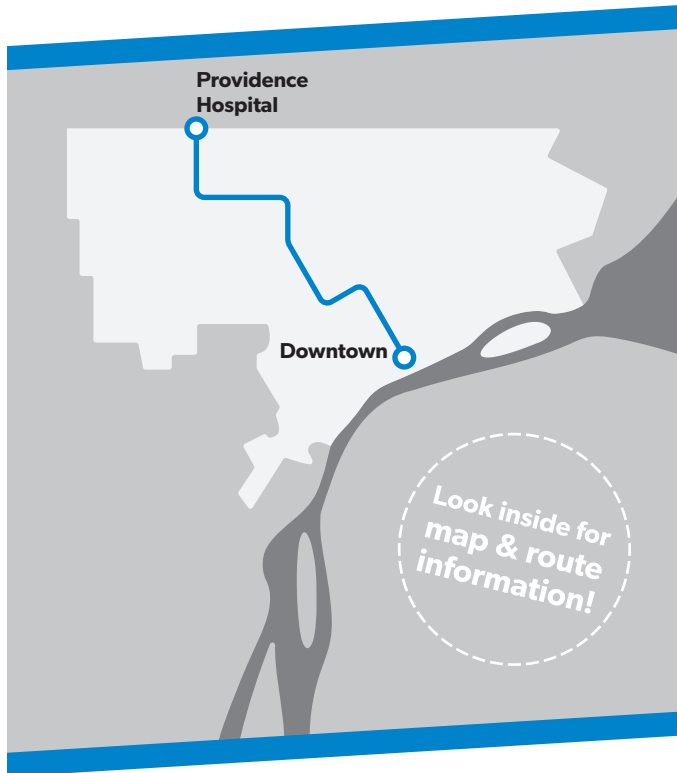 Providence
Hospital
Downtown
Look inside for
map & route
information!